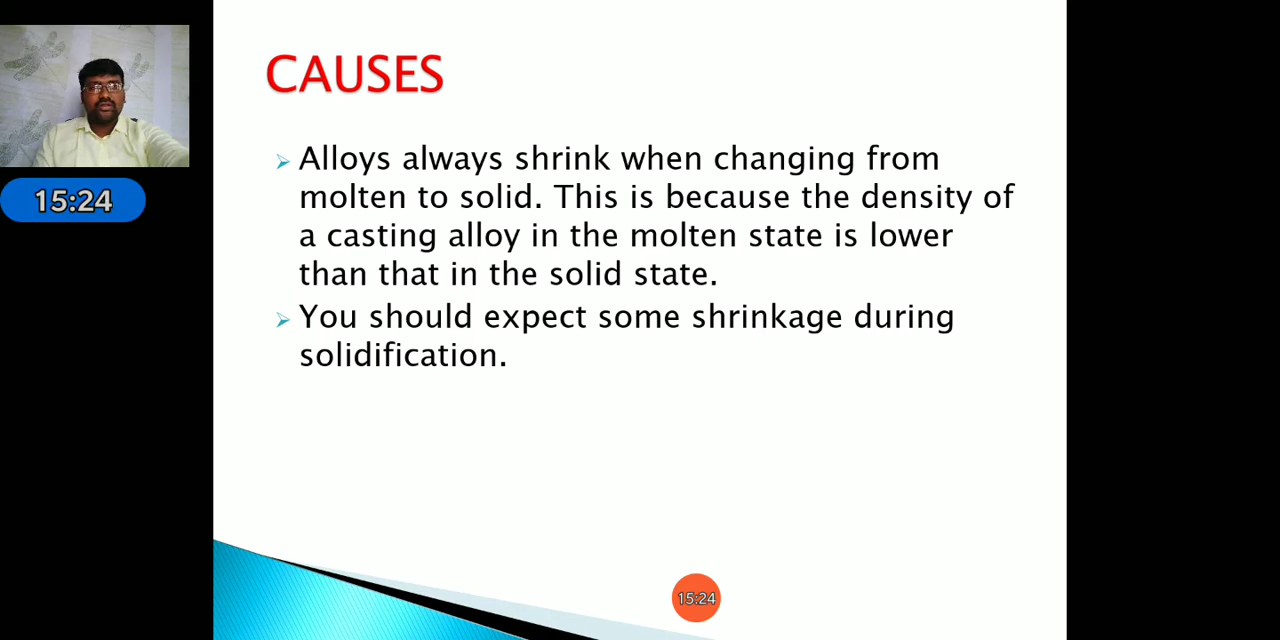 CAUSES
15:24
Alloys always shrink when changing from
molten to solid. This is because the density of
a casting alloy in the molten state is lower
than that in the solid state.
You should expect some shrinkage during
solidification.
15:24